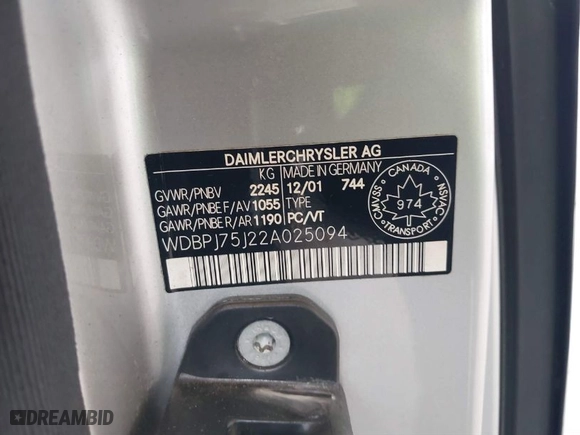 DAIMLERCHRYSLER AG
KG MADE IN GERMANY
GVWR/PNBV 2245 12/01 744
GAWR/PNBE F/AV 1055 TYPE
GAWR/PNBE R/AR 1190 PC/VT
WDBPJ75J22A025094
CANADA
CMVSS 974 NSVAC
TRANSPORT
DREAMBID